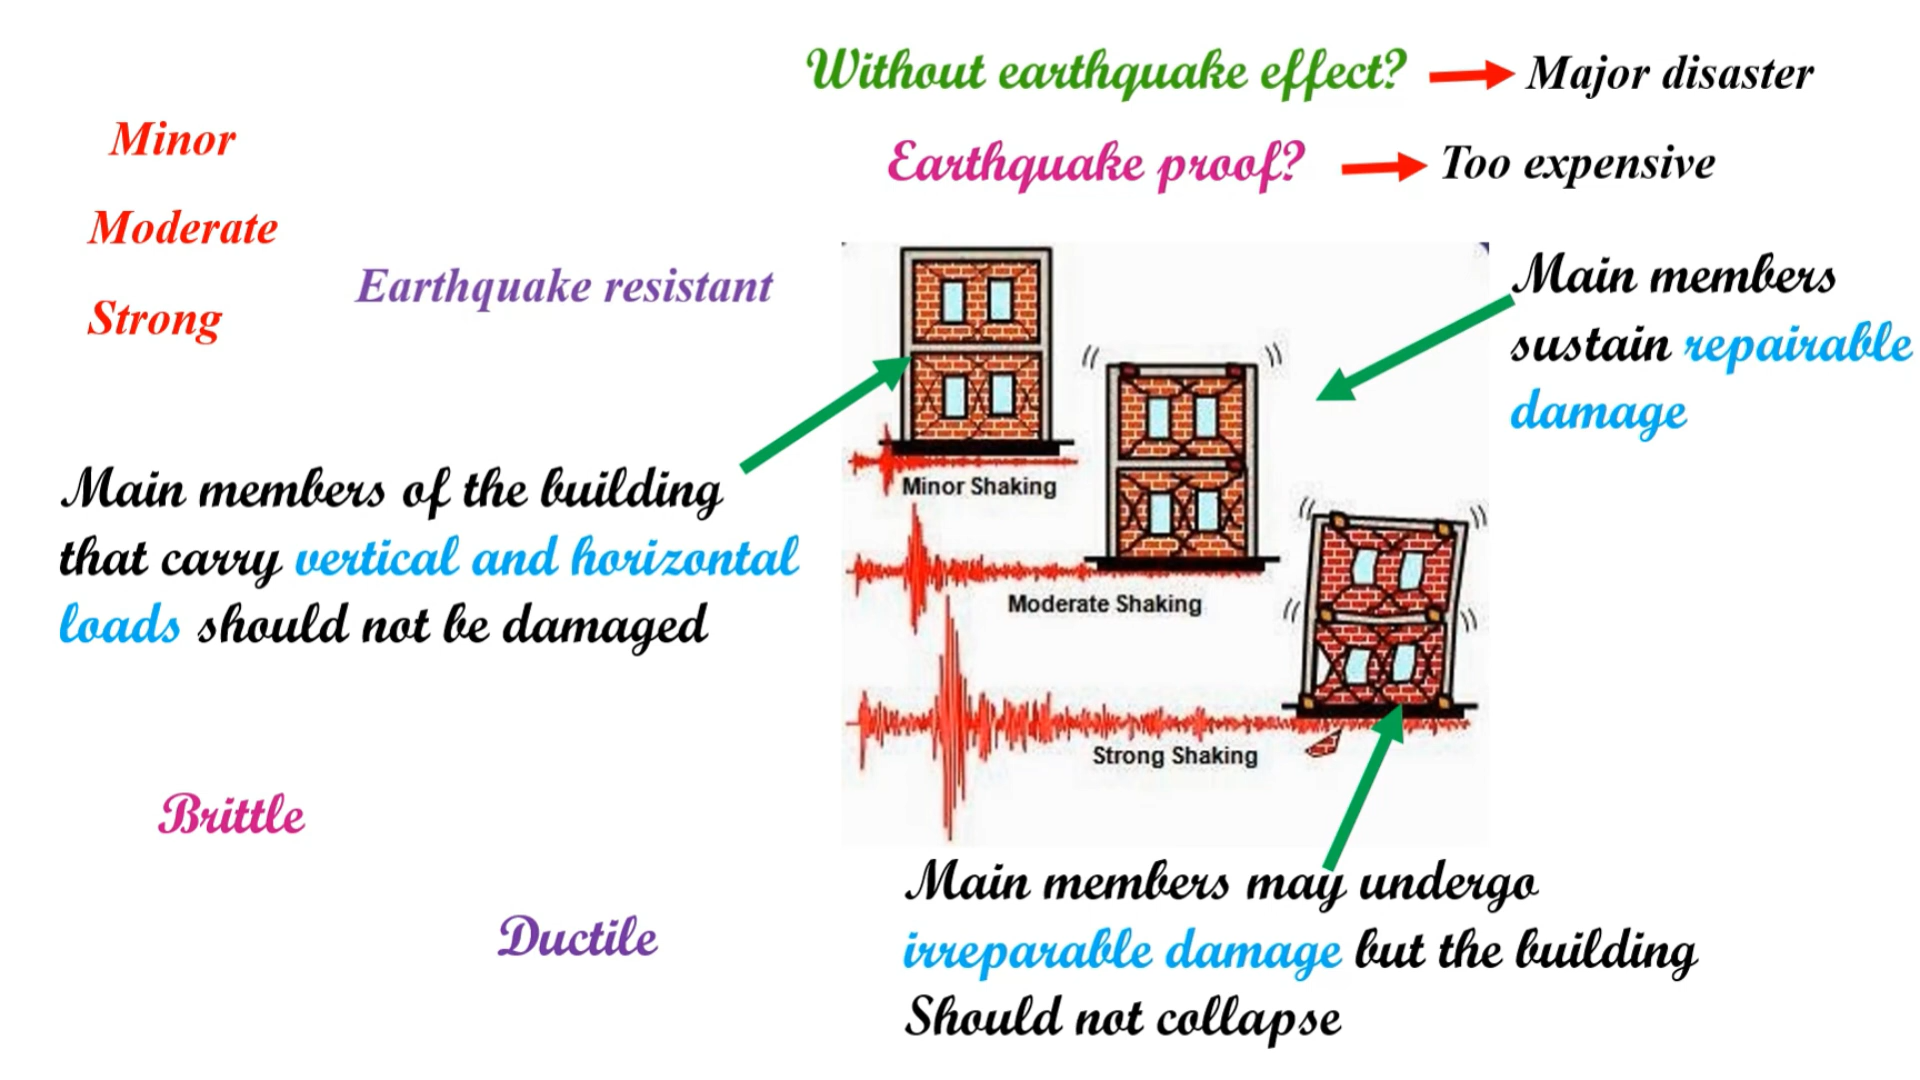 Without earthquake effect? Major disaster
Earthquake proof? Too expensive
Minor
Moderate
Strong
Earthquake resistant
Main members
sustain repairable
damage
Main members of the building
that carry vertical and horizontal
loads should not be damaged
Minor Shaking
Moderate Shaking
Strong Shaking
Brittle
Ductile
Main members may undergo
irreparable damage but the building
Should not collapse